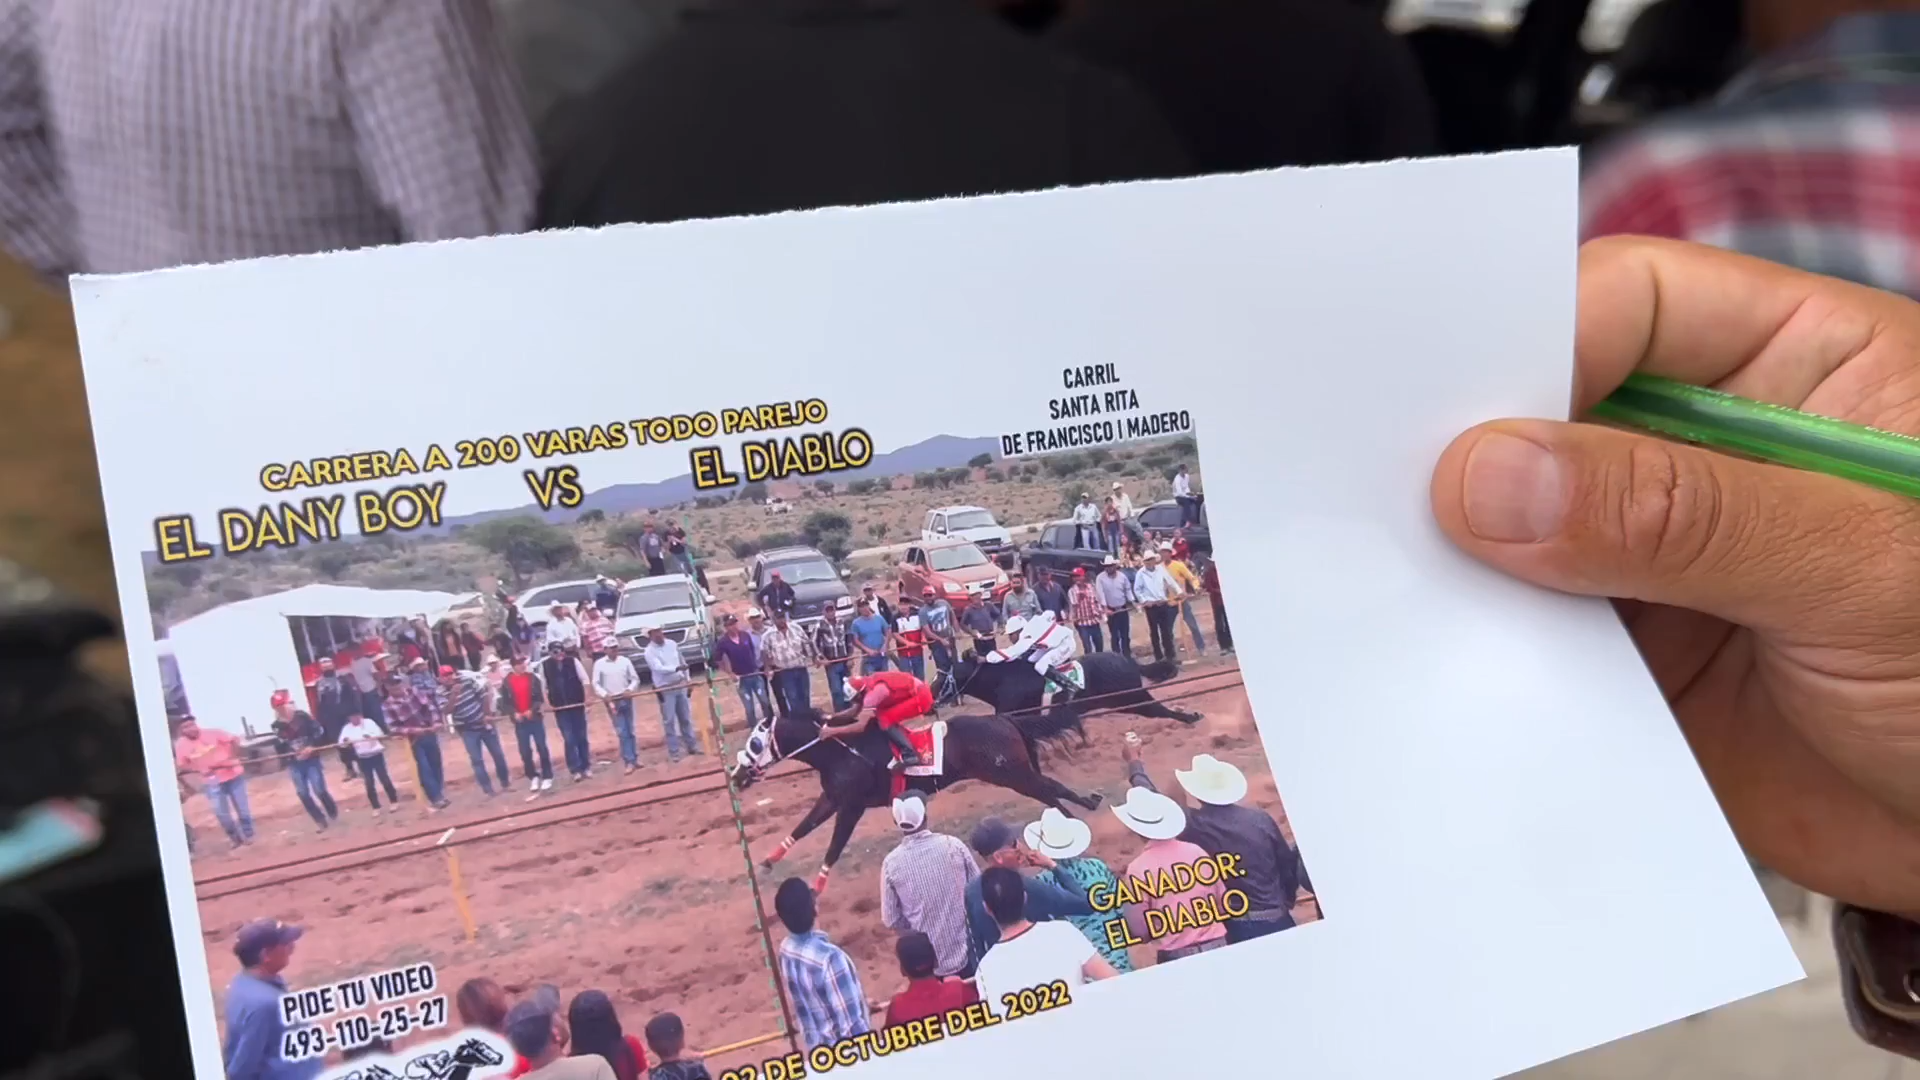 CARRERA A 200 VARAS TODO PAREJO
EL DANY BOY VS EL DIABLO
CARRIL
SANTA RITA
DE FRANCISCO I MADERO
GANADOR:
EL DIABLO
PIDE TU VIDEO
493-110-25-27
02 DE OCTUBRE DEL 2022